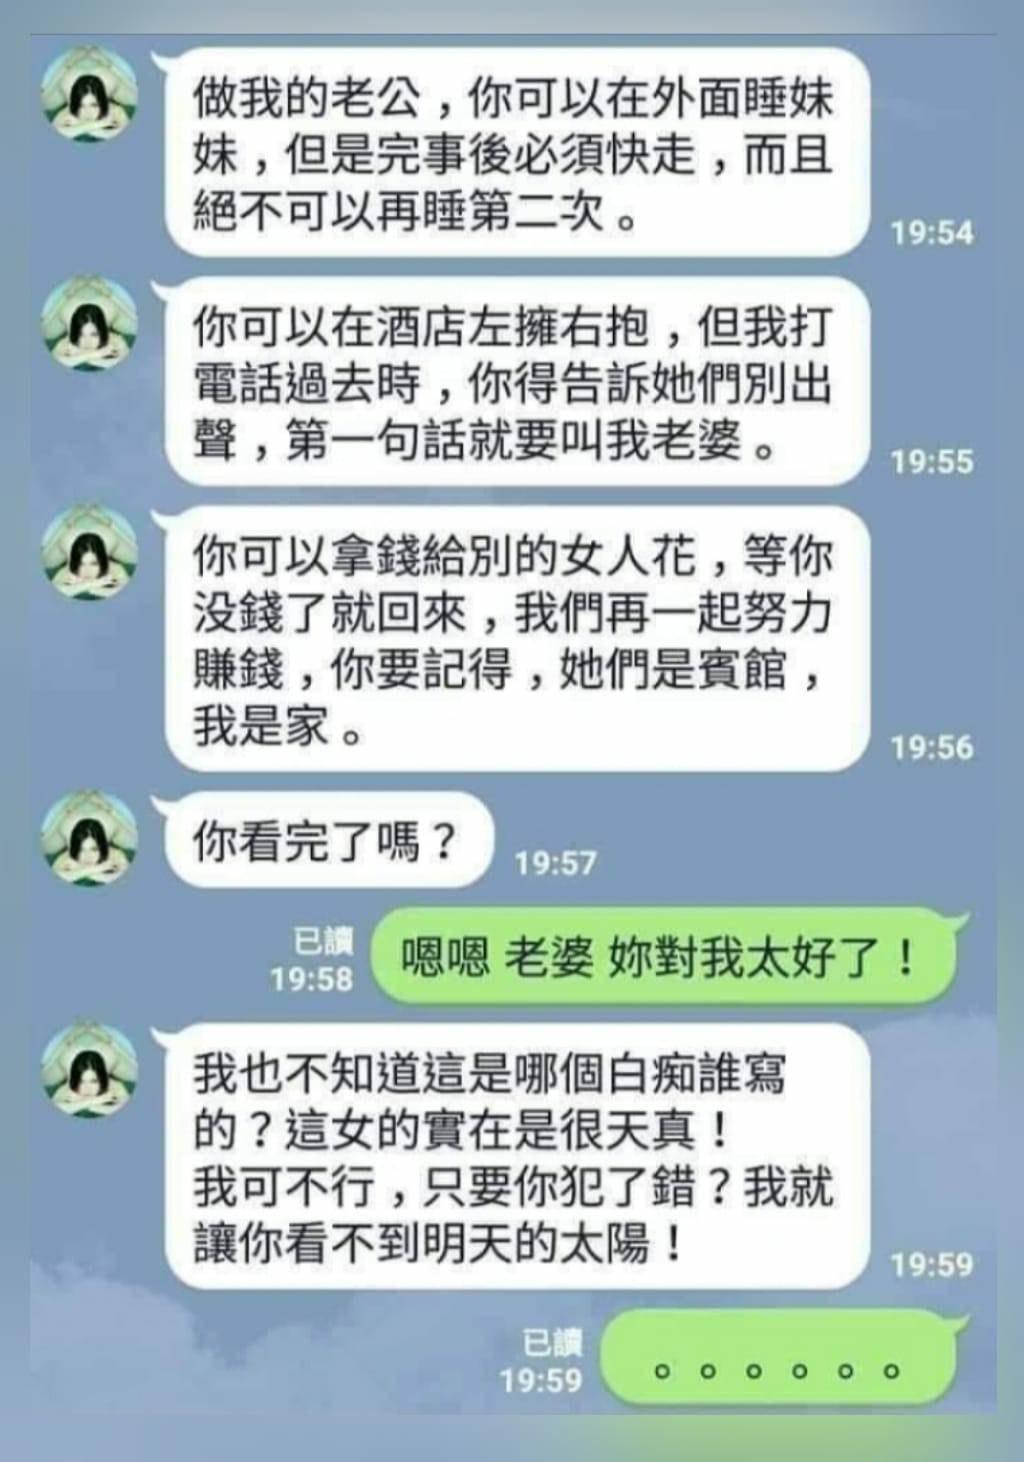 做我的老公，你可以在外面睡妹
妹，但是完事後必須快走，而且
絕不可以再睡第二次。
19:54
你可以在酒店左擁右抱，但我打
電話過去時，你得告訴她們別出
聲，第一句話就要叫我老婆。
19:55
你可以拿錢給別的女人花，等你
没錢了就回來，我們再一起努力
賺錢，你要記得，她們是賓館，
我是家。
19:56
你看完了嗎？
19:57
已讀
19:58
嗯嗯 老婆 妳對我太好了！
我也不知道這是哪個白痴誰寫
的？這女的實在是很天真！
我可不行，只要你犯了錯？我就
讓你看不到明天的太陽！
19:59
已讀
19:59
。。。。。。